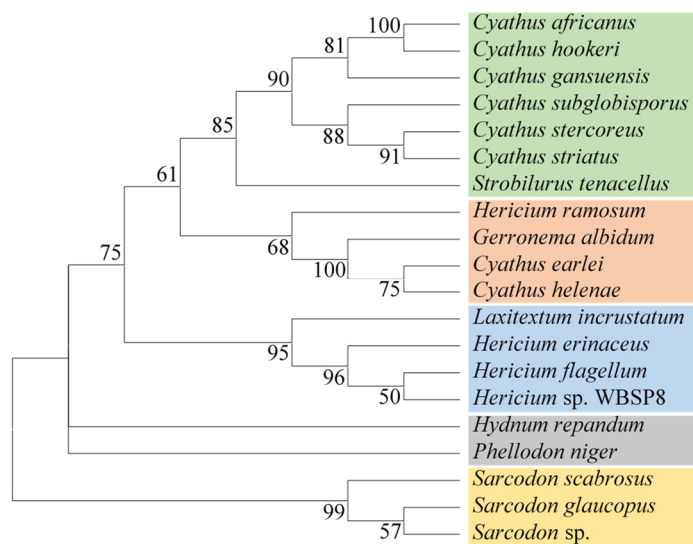 100
Cyathus africanus
Cyathus hookeri
81
Cyathus gansuensis
90
Cyathus subglobisporus
85
88
Cyathus stercoreus
91
Cyathus striatus
61
Strobilurus tenacellus
Hericium ramosum
75
68
Gerronema albidum
100
Cyathus earlei
75
Cyathus helenae
Laxitextum incrustatum
95
Hericium erinaceus
96
Hericium flagellum
50
Hericium sp. WBSP8
Hydnum repandum
Phellodon niger
Sarcodon scabrosus
99
Sarcodon glaucopus
57
Sarcodon sp.